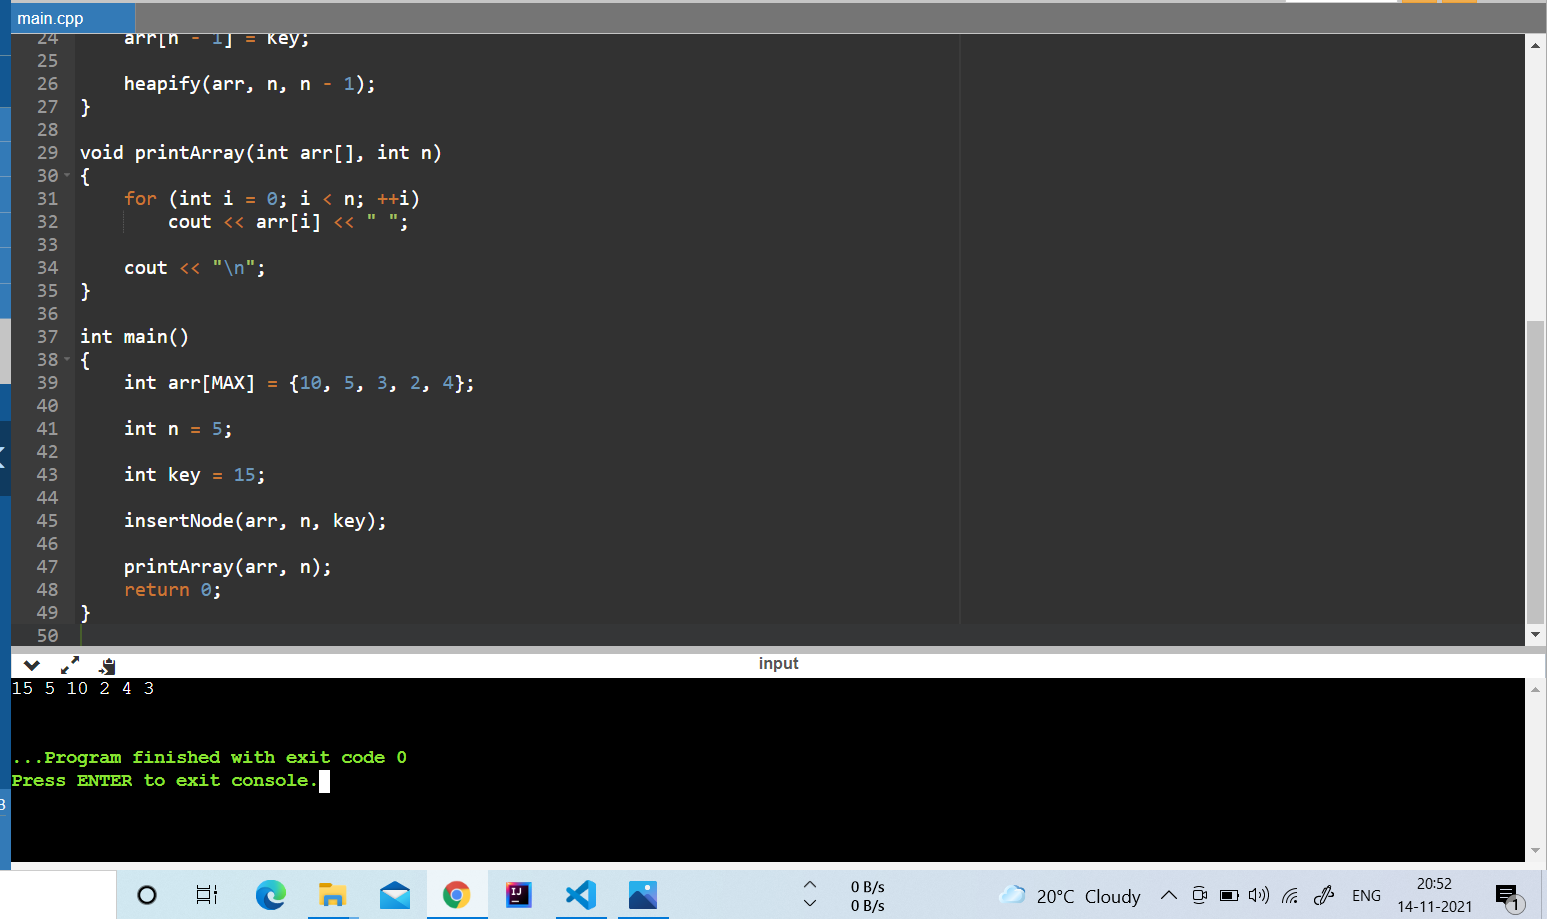 main.cpp
24 arr[n - 1] = key;
25
26 heapify(arr, n, n - 1);
27 }
28
29 void printArray(int arr[], int n)
30 {
31 for (int i = 0; i < n; ++i)
32 cout << arr[i] << " ";
33
34 cout << "\n";
35 }
36
37 int main()
38 {
39 int arr[MAX] = {10, 5, 3, 2, 4};
40
41 int n = 5;
42
43 int key = 15;
44
45 insertNode(arr, n, key);
46
47 printArray(arr, n);
48 return 0;
49 }
50
input
15 5 10 2 4 3
...Program finished with exit code 0
Press ENTER to exit console.
3
IJ
0 B/s
0 B/s
20°C Cloudy
ENG
20:52
14-11-2021
1